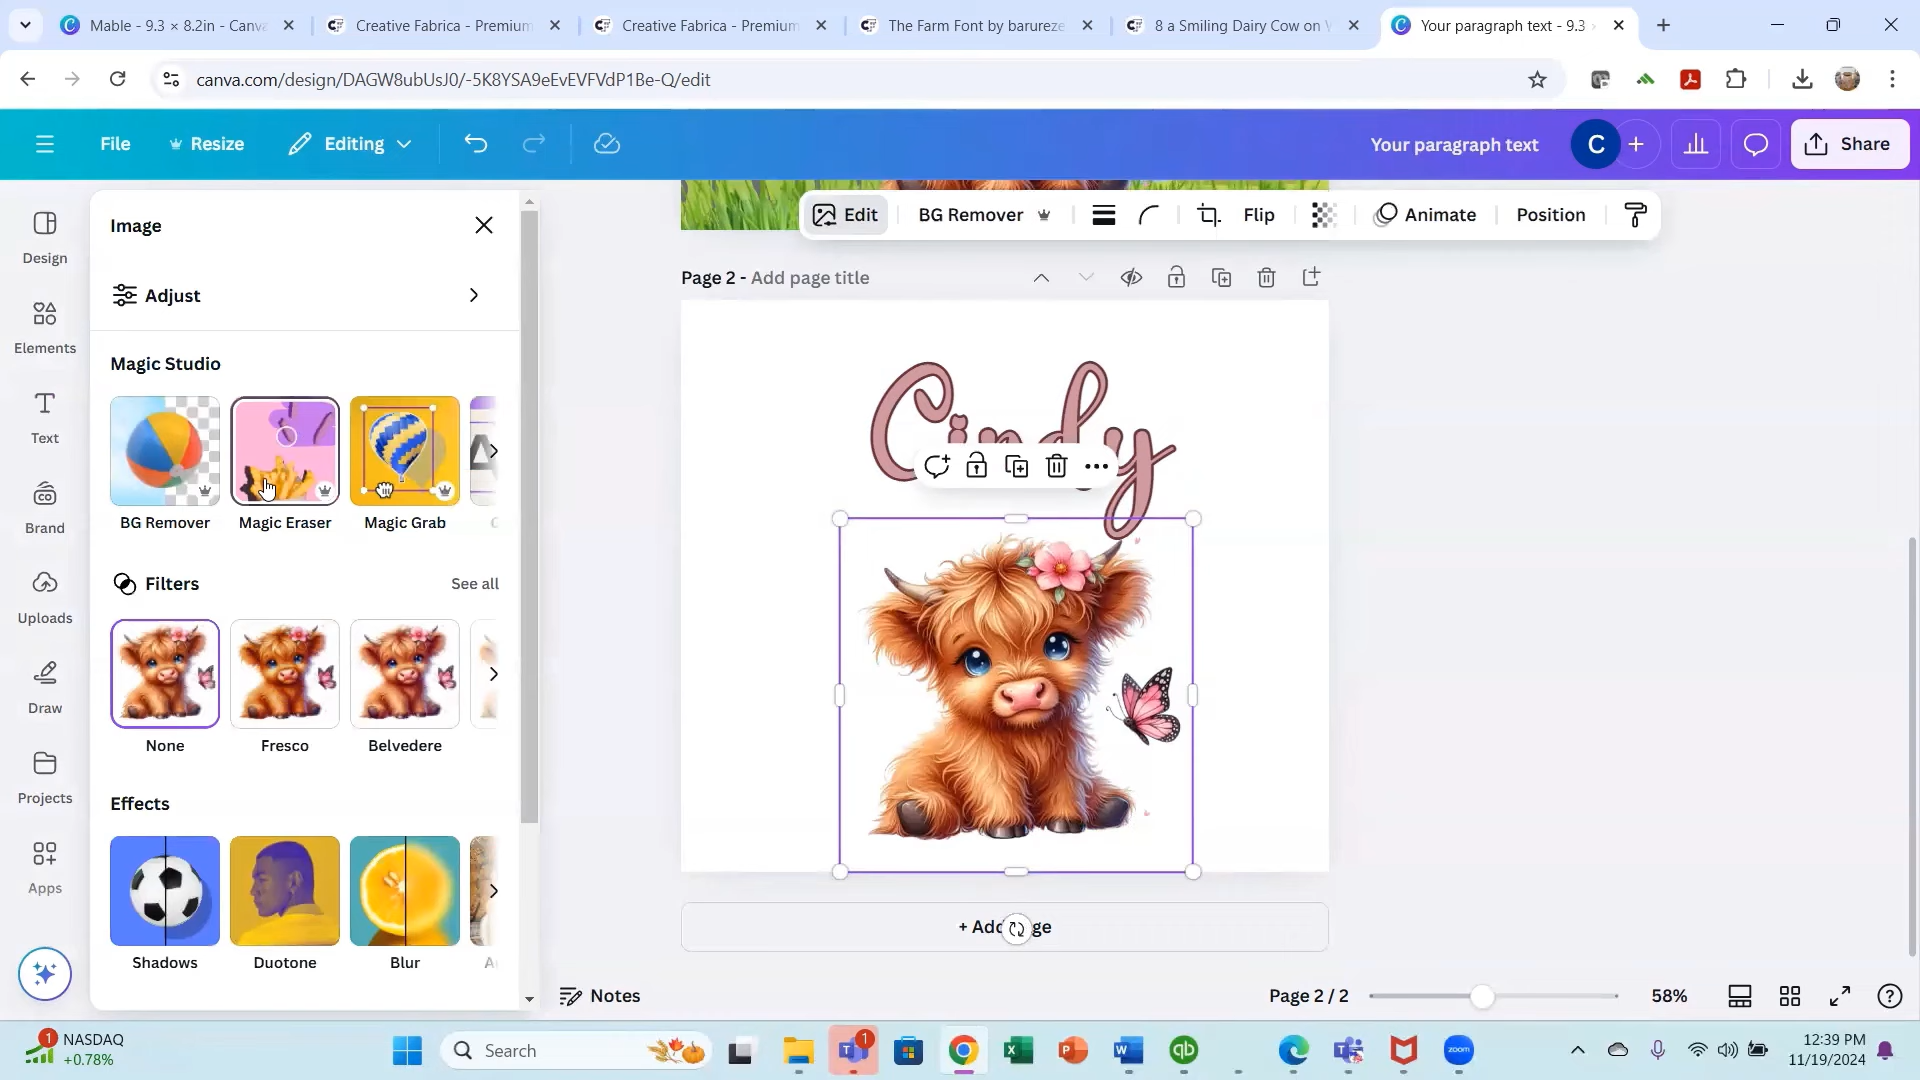 Mable - 9.3 × 8.2in - Canva
Creative Fabrica - Premium
Creative Fabrica - Premium
The Farm Font by barureze
8 a Smiling Dairy Cow on
Your paragraph text - 9.3
canva.com/design/DAGW8ubUsJ0/-5K8YSA9eEvEVFVdP1Be-Q/edit
File
Resize
Editing
Your paragraph text
C
Share
Design
Elements
Text
Brand
Uploads
Draw
Projects
Apps
Image
Adjust
Magic Studio
BG Remover
Magic Eraser
Magic Grab
Filters
See all
None
Fresco
Belvedere
Effects
Shadows
Duotone
Blur
Edit
BG Remover
Flip
Animate
Position
Page 2 - Add page title
Cindy
Notes
Page 2 / 2
58%
NASDAQ
+0.78%
1
Search
1
12:39 PM
11/19/2024